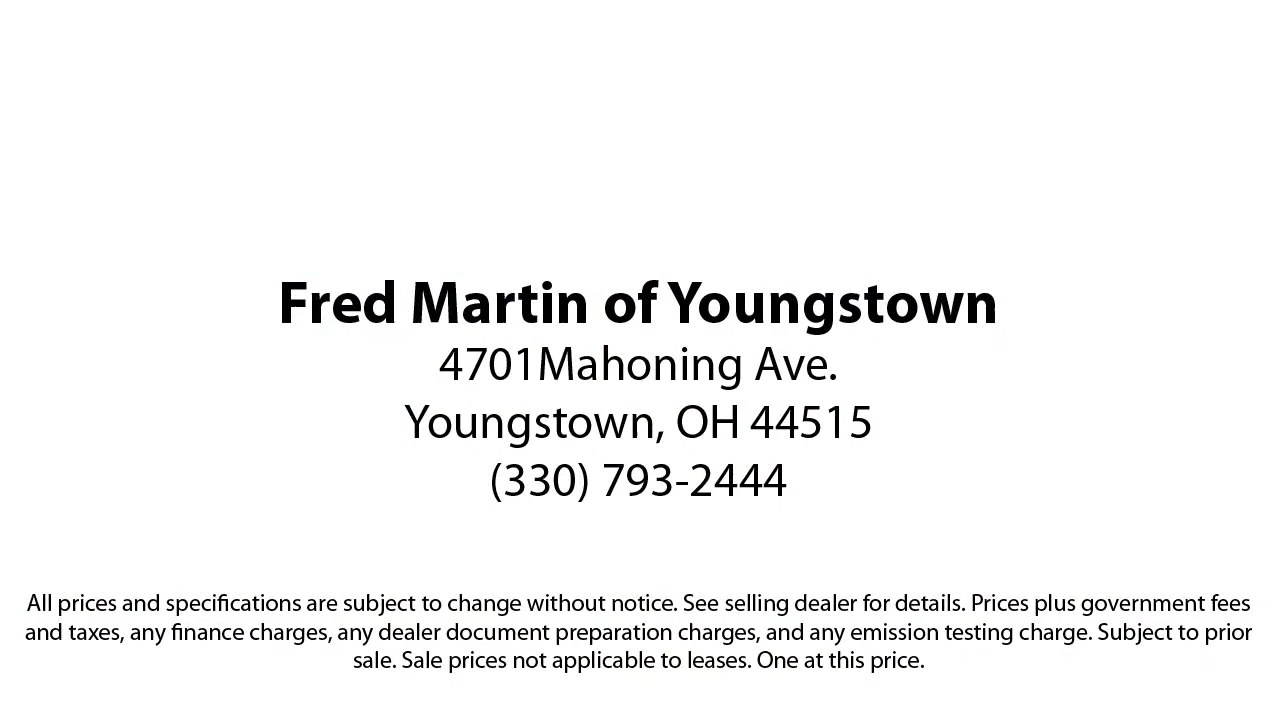 Fred Martin of Youngstown
4701Mahoning Ave.
Youngstown, OH 44515
(330) 793-2444
All prices and specifications are subject to change without notice. See selling dealer for details. Prices plus government fees
and taxes, any finance charges, any dealer document preparation charges, and any emission testing charge. Subject to prior
sale. Sale prices not applicable to leases. One at this price.